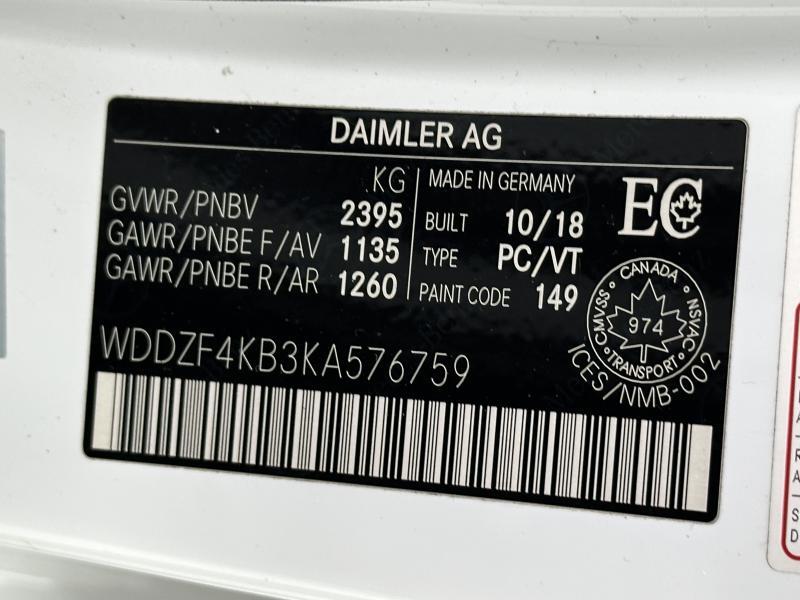 DAIMLER AG
KG
GVWR/PNBV 2395
GAWR/PNBE F/AV 1135
GAWR/PNBE R/AR 1260
MADE IN GERMANY
BUILT 10/18
TYPE PC/VT
PAINT CODE 149
EC
CANADA
CMVSS NSVAC
974
TRANSPORT
ICES/NMB-002
WDDZF4KB3KA576759
R
A
S
D